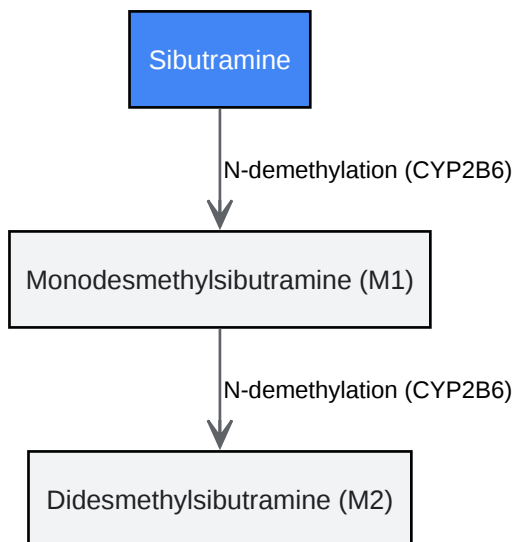 Sibutramine
N-demethylation (CYP2B6)
Monodesmethylsibutramine (M1)
N-demethylation (CYP2B6)
Didesmethylsibutramine (M2)